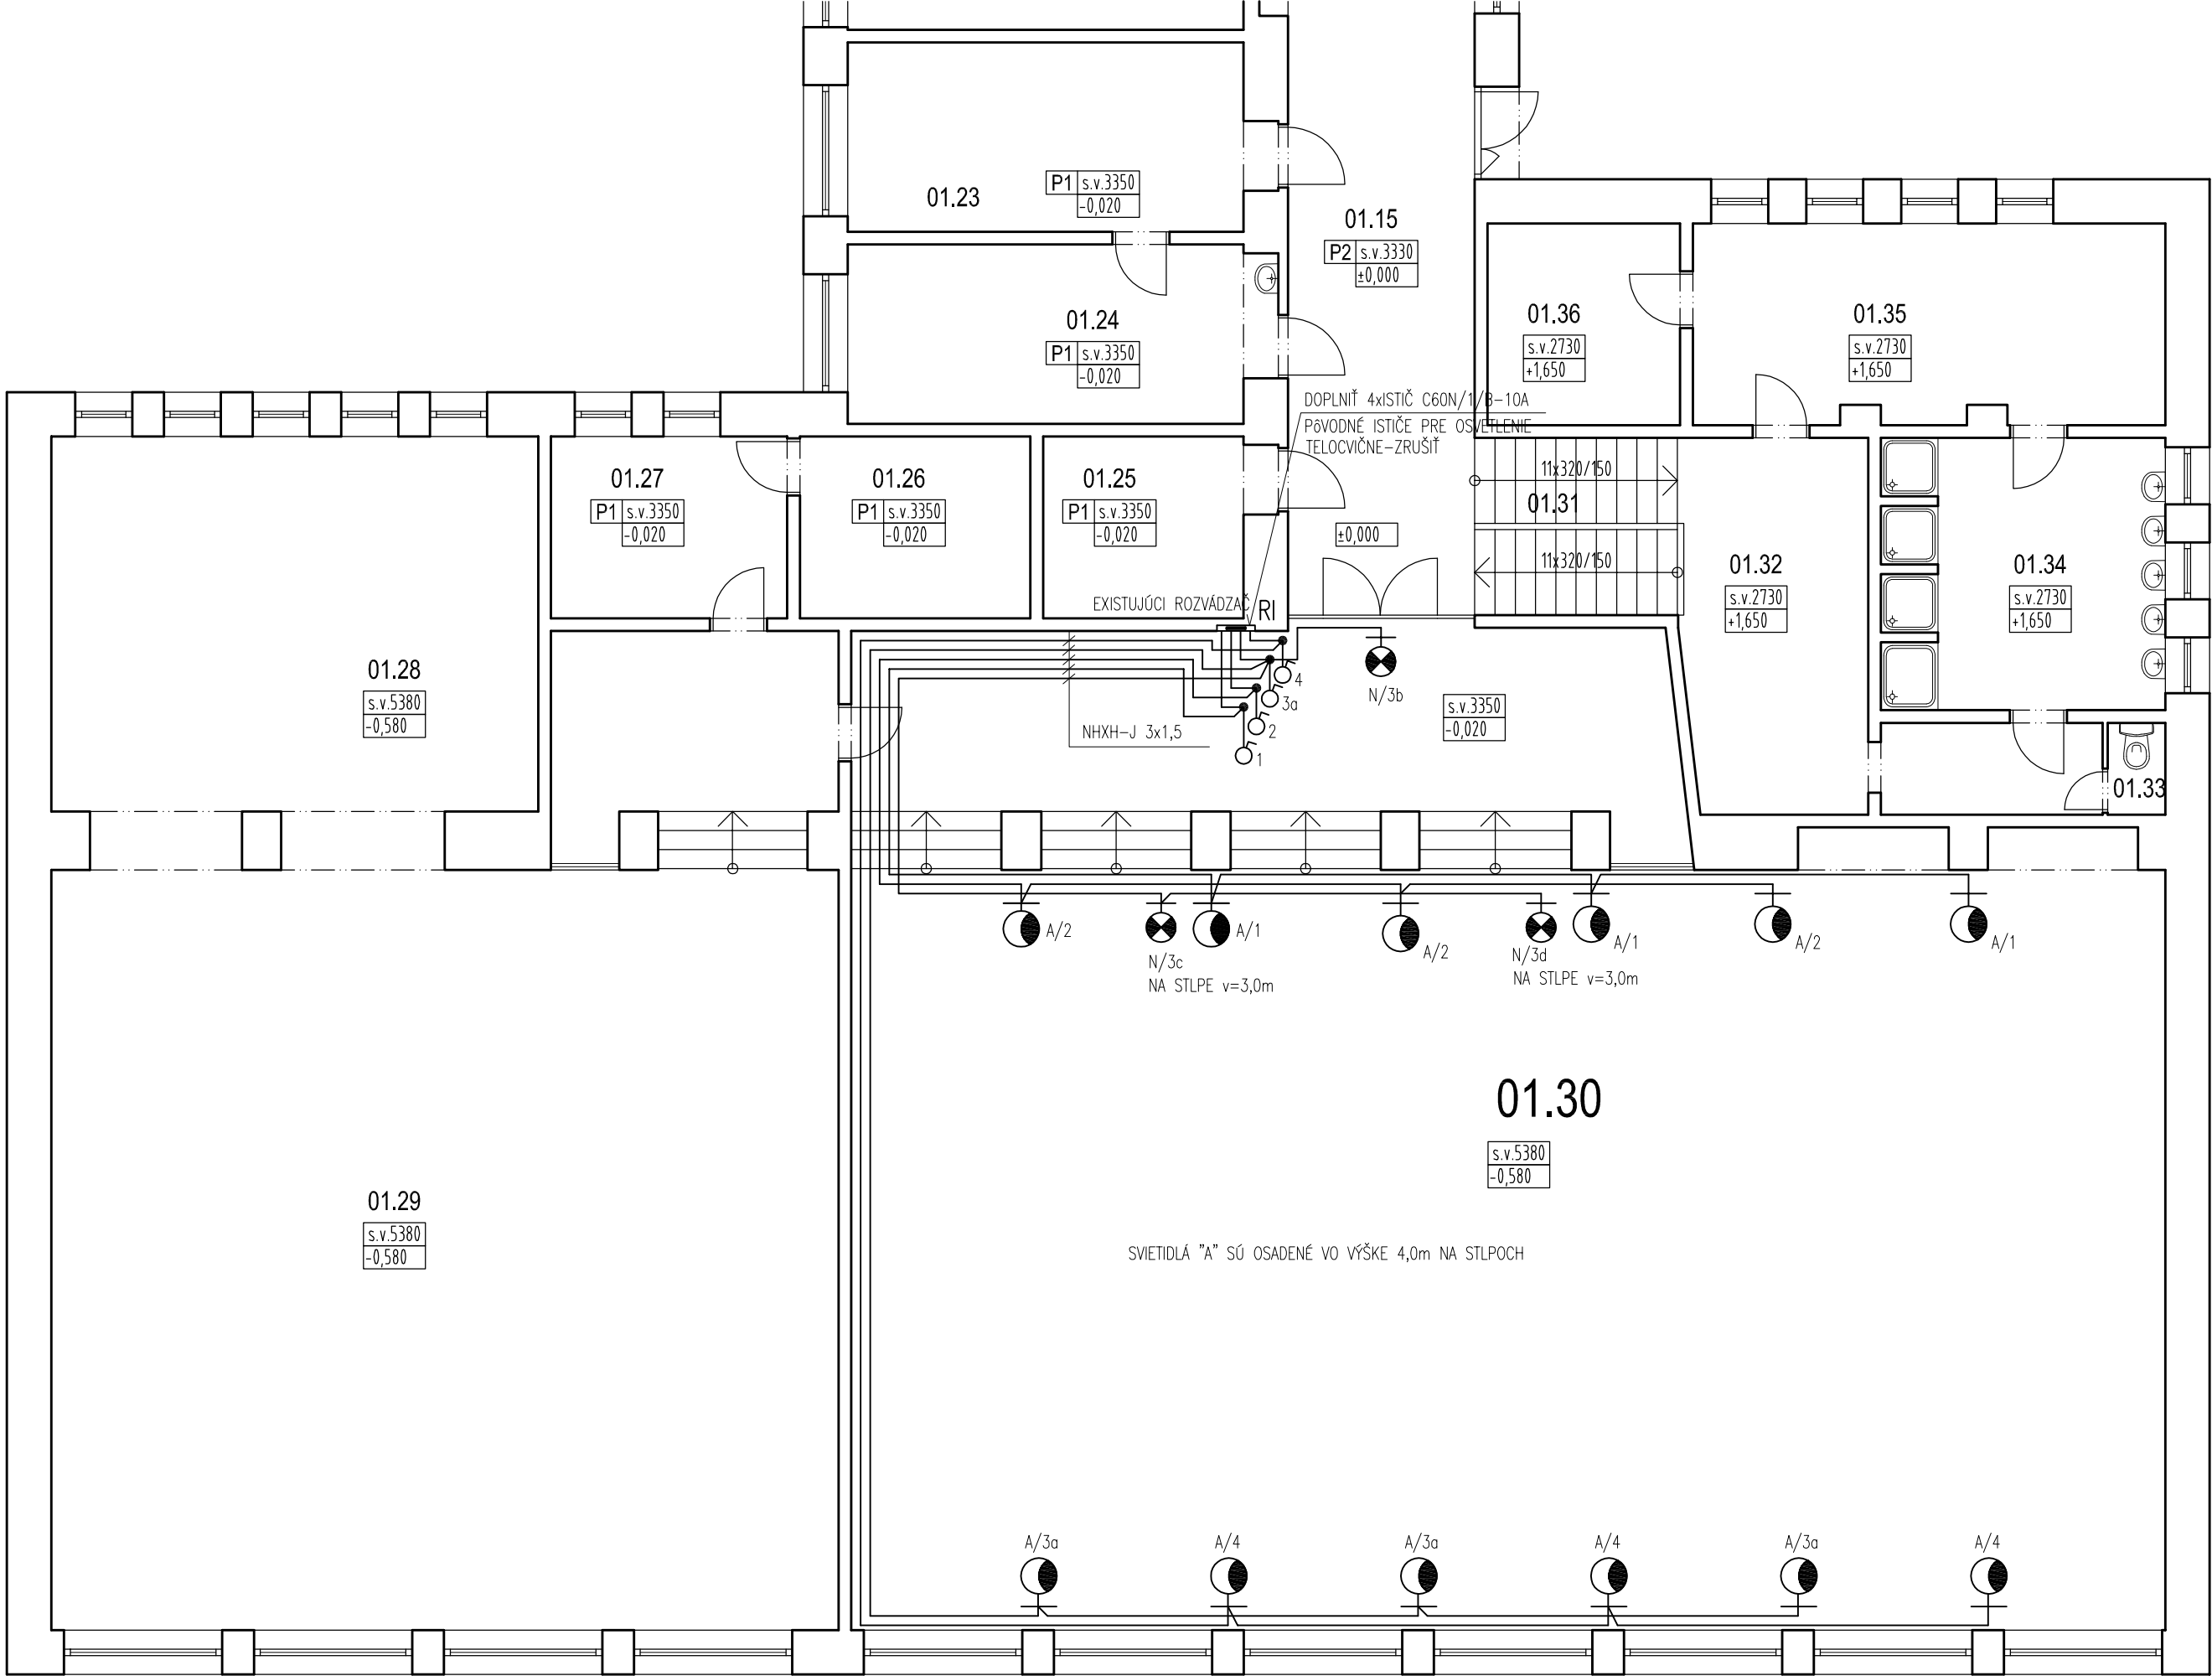 01.23
P1 s.v.3350
-0,020
01.15
P2 s.v.3330
±0,000
01.24
P1 s.v.3350
-0,020
01.36
s.v.2730
+1,650
01.35
s.v.2730
+1,650
DOPLNIŤ 4xISTIČ C60N/1/B-10A
PôVODNÉ ISTIČE PRE OSVETLENIE
TELOCVIČNE-ZRUŠIŤ
01.27
P1 s.v.3350
-0,020
01.26
P1 s.v.3350
-0,020
01.25
P1 s.v.3350
-0,020
±0,000
11x320/150
01.31
11x320/150
01.32
s.v.2730
+1,650
01.34
s.v.2730
+1,650
EXISTUJÚCI ROZVÁDZAČ RI
01.28
s.v.5380
-0,580
4
3a
2
1
N/3b
s.v.3350
-0,020
NHXH-J 3x1,5
01.33
A/2
A/1
A/2
A/1
A/2
A/1
N/3c
NA STLPE v=3,0m
N/3d
NA STLPE v=3,0m
01.30
s.v.5380
-0,580
01.29
s.v.5380
-0,580
SVIETIDLÁ "A" SÚ OSADENÉ VO VÝŠKE 4,0m NA STLPOCH
A/3a
A/4
A/3a
A/4
A/3a
A/4